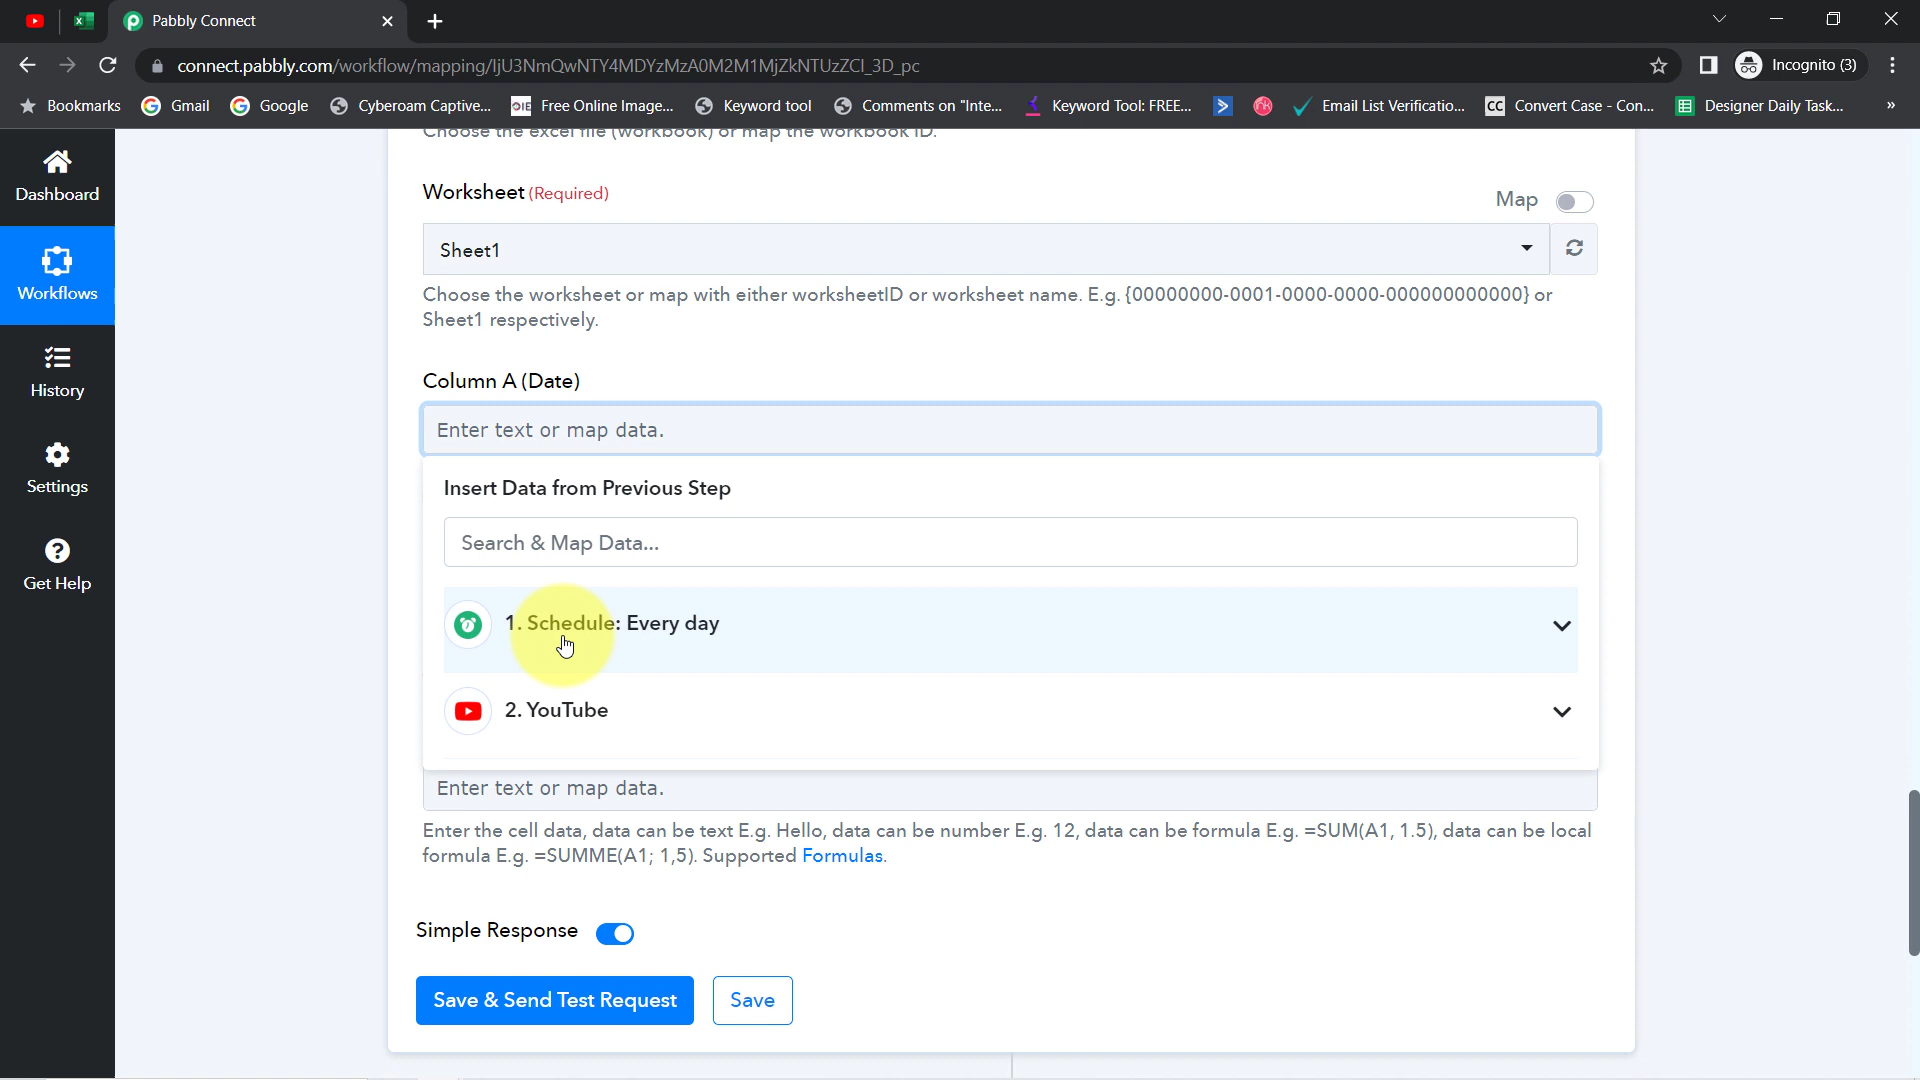 Pabbly Connect
connect.pabbly.com/workflow/mapping/IjU3NmQwNTY4MDYzMzA0M2M1MjZkNTUzZCI_3D_pc
Incognito (3)
Bookmarks
Gmail
Google
Cyberoam Captive...
Free Online Image...
Keyword tool
Comments on "Inte...
Keyword Tool: FREE...
Email List Verificatio...
CC
Convert Case - Con...
Designer Daily Task...
»
Choose the excel file (workbook) or map the workbook ID.
Dashboard
Workflows
History
Settings
Get Help
Worksheet (Required)
Map
Sheet1
Choose the worksheet or map with either worksheetID or worksheet name. E.g. {00000000-0001-0000-0000-000000000000} or
Sheet1 respectively.
Column A (Date)
Enter text or map data.
Insert Data from Previous Step
Search & Map Data...
1. Schedule: Every day
2. YouTube
Enter text or map data.
Enter the cell data, data can be text E.g. Hello, data can be number E.g. 12, data can be formula E.g. =SUM(A1, 1.5), data can be local
formula E.g. =SUMME(A1; 1,5). Supported Formulas.
Simple Response
Save & Send Test Request
Save